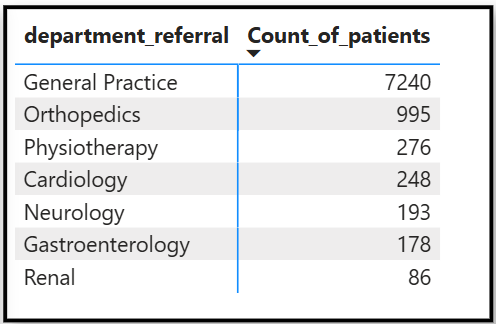 department_referral Count_of_patients
General Practice 7240
Orthopedics 995
Physiotherapy 276
Cardiology 248
Neurology 193
Gastroenterology 178
Renal 86